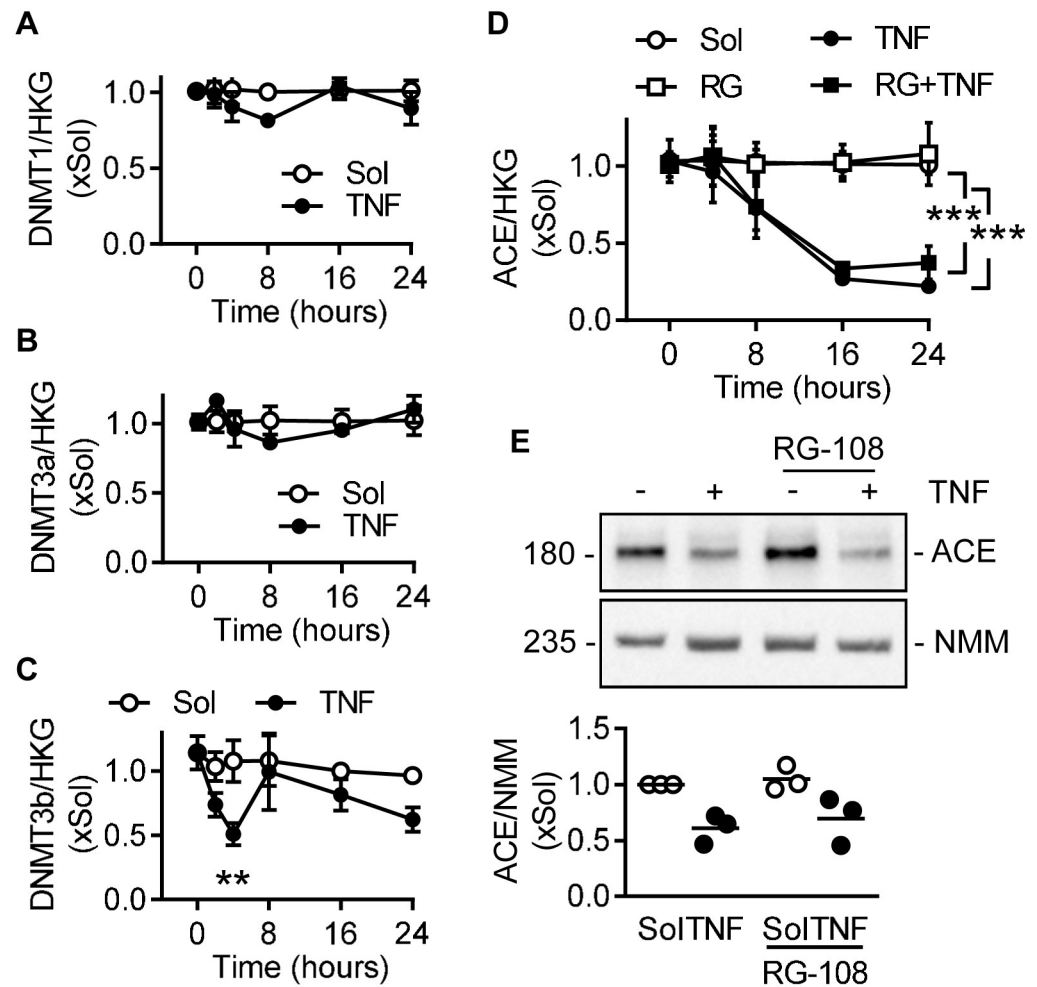 A
DNMT1/HKG
(xSol)
1.0
0.5
0.0
Sol
TNF
0 8 16 24
Time (hours)
B
DNMT3a/HKG
(xSol)
1.0
0.5
0.0
Sol
TNF
0 8 16 24
Time (hours)
C
Sol TNF
DNMT3b/HKG
(xSol)
1.0
0.5
0.0
**
0 8 16 24
Time (hours)
D
Sol TNF
RG RG+TNF
ACE/HKG
(xSol)
1.0
0.5
0.0
***
***
0 8 16 24
Time (hours)
E
RG-108
- + - + TNF
180 - - ACE
235 - - NMM
ACE/NMM
(xSol)
1.5
1.0
0.5
0.0
Sol TNF Sol TNF
RG-108